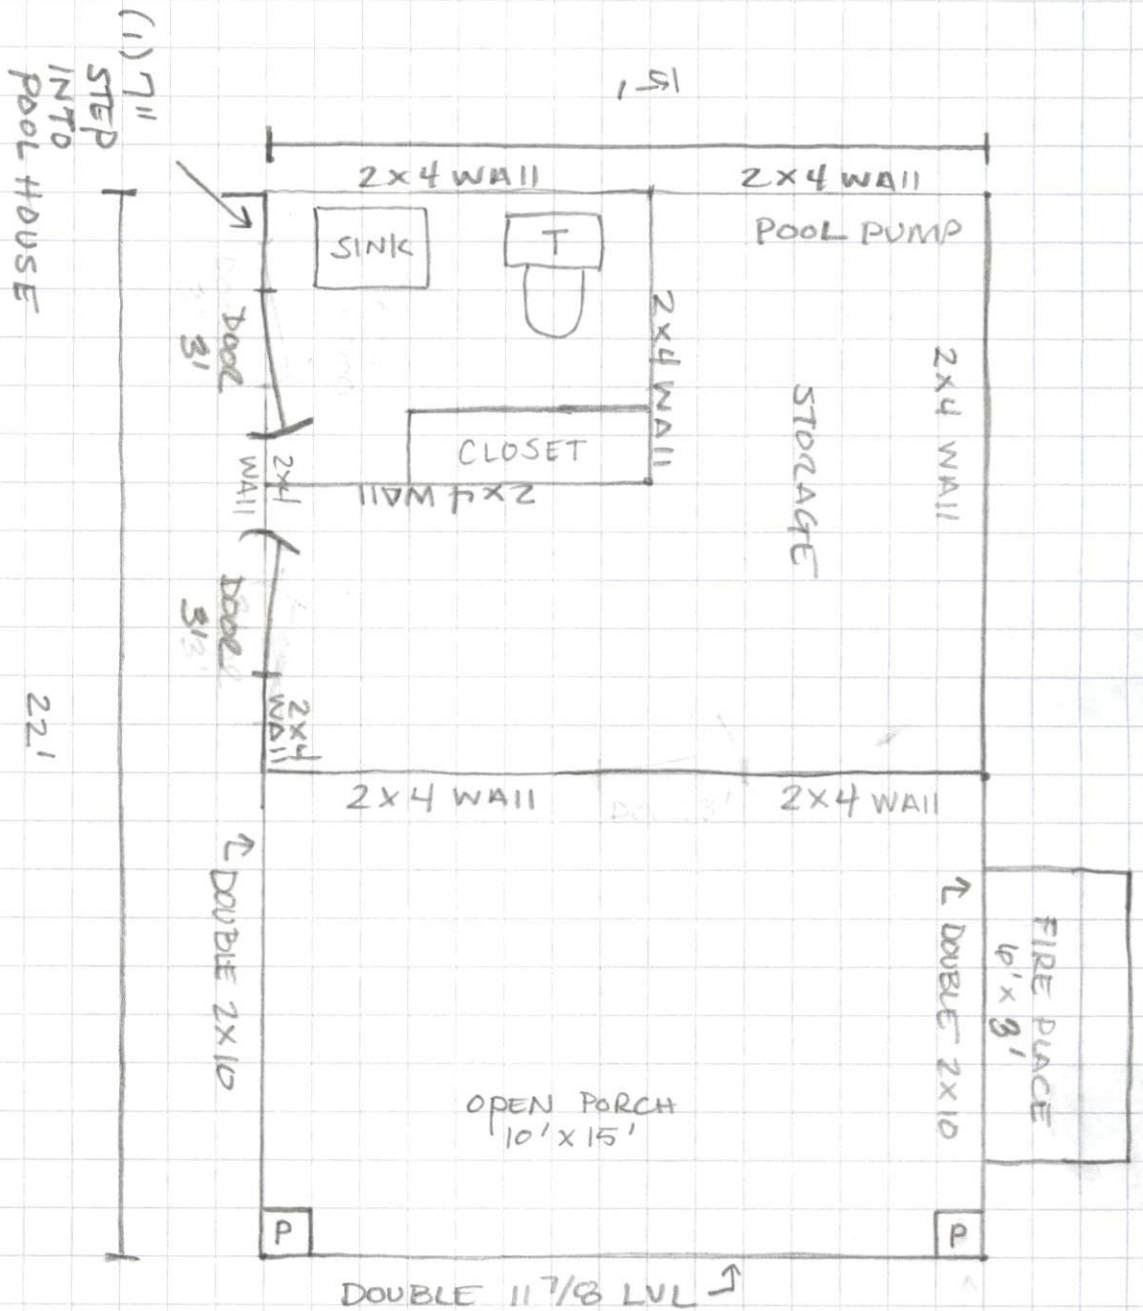 15'
(1) 7"
STEP
INTO
POOL HOUSE
2X4 WAll
2X4 WAll
SINK
T
POOL PUMP
DOOR
3'
2X4 WAll
2X4 WAll
STORAGE
CLOSET
2X4
WAll
2X4 WAll
DOOR
3'
22'
2X4
WAll
2X4 WAll
2X4 WAll
DOUBLE 2X10
DOUBLE 2X10
FIRE PLACE
6' X 3'
OPEN PORCH
10' X 15'
P
P
DOUBLE 11 7/8 LVL